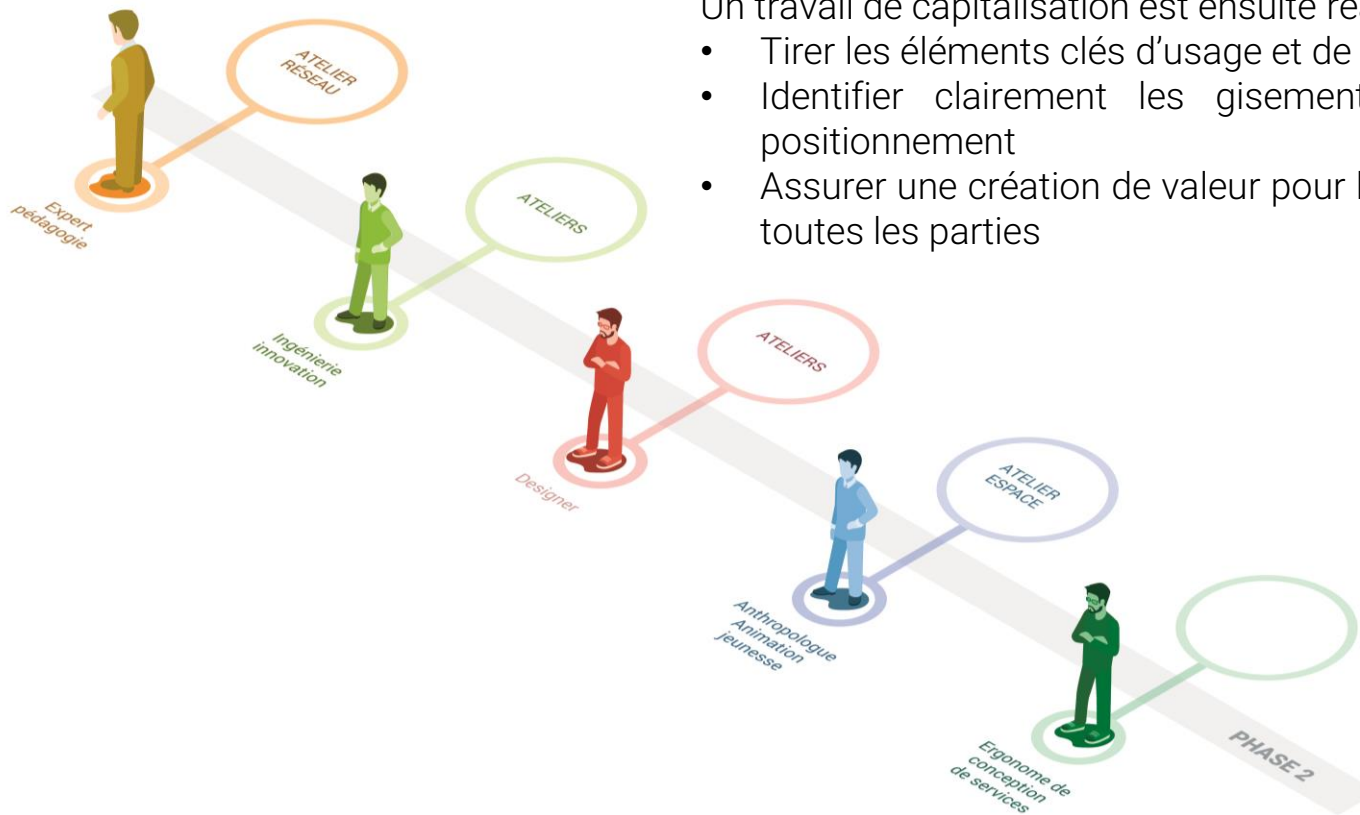 Un travail de capitalisation est ensuite
• Tirer les éléments clés d’usage et de
• Identifier clairement les
positionnement
• Assurer une création de valeur pour
toutes les parties
ATELIER
RÉSEAU
Expert
pédagogie
ATELIERS
Ingénierie
innovation
ATELIERS
Designer
ATELIER
ESPACE
Anthropologue
Animation
jeunesse
Ergonome de
conception
de services
PHASE 2